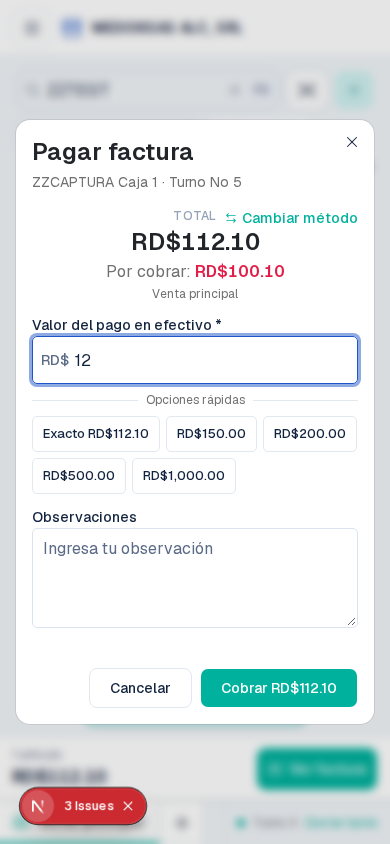 Pagar factura
ZZCAPTURA Caja 1 · Turno No 5
TOTAL
Cambiar método
RD$112.10
Por cobrar: RD$100.10
Venta principal
Valor del pago en efectivo *
RD$ 12
Opciones rápidas
Exacto RD$112.10
RD$150.00
RD$200.00
RD$500.00
RD$1,000.00
Observaciones
Ingresa tu observación
Cancelar
Cobrar RD$112.10
RD$112.10
N
3 Issues